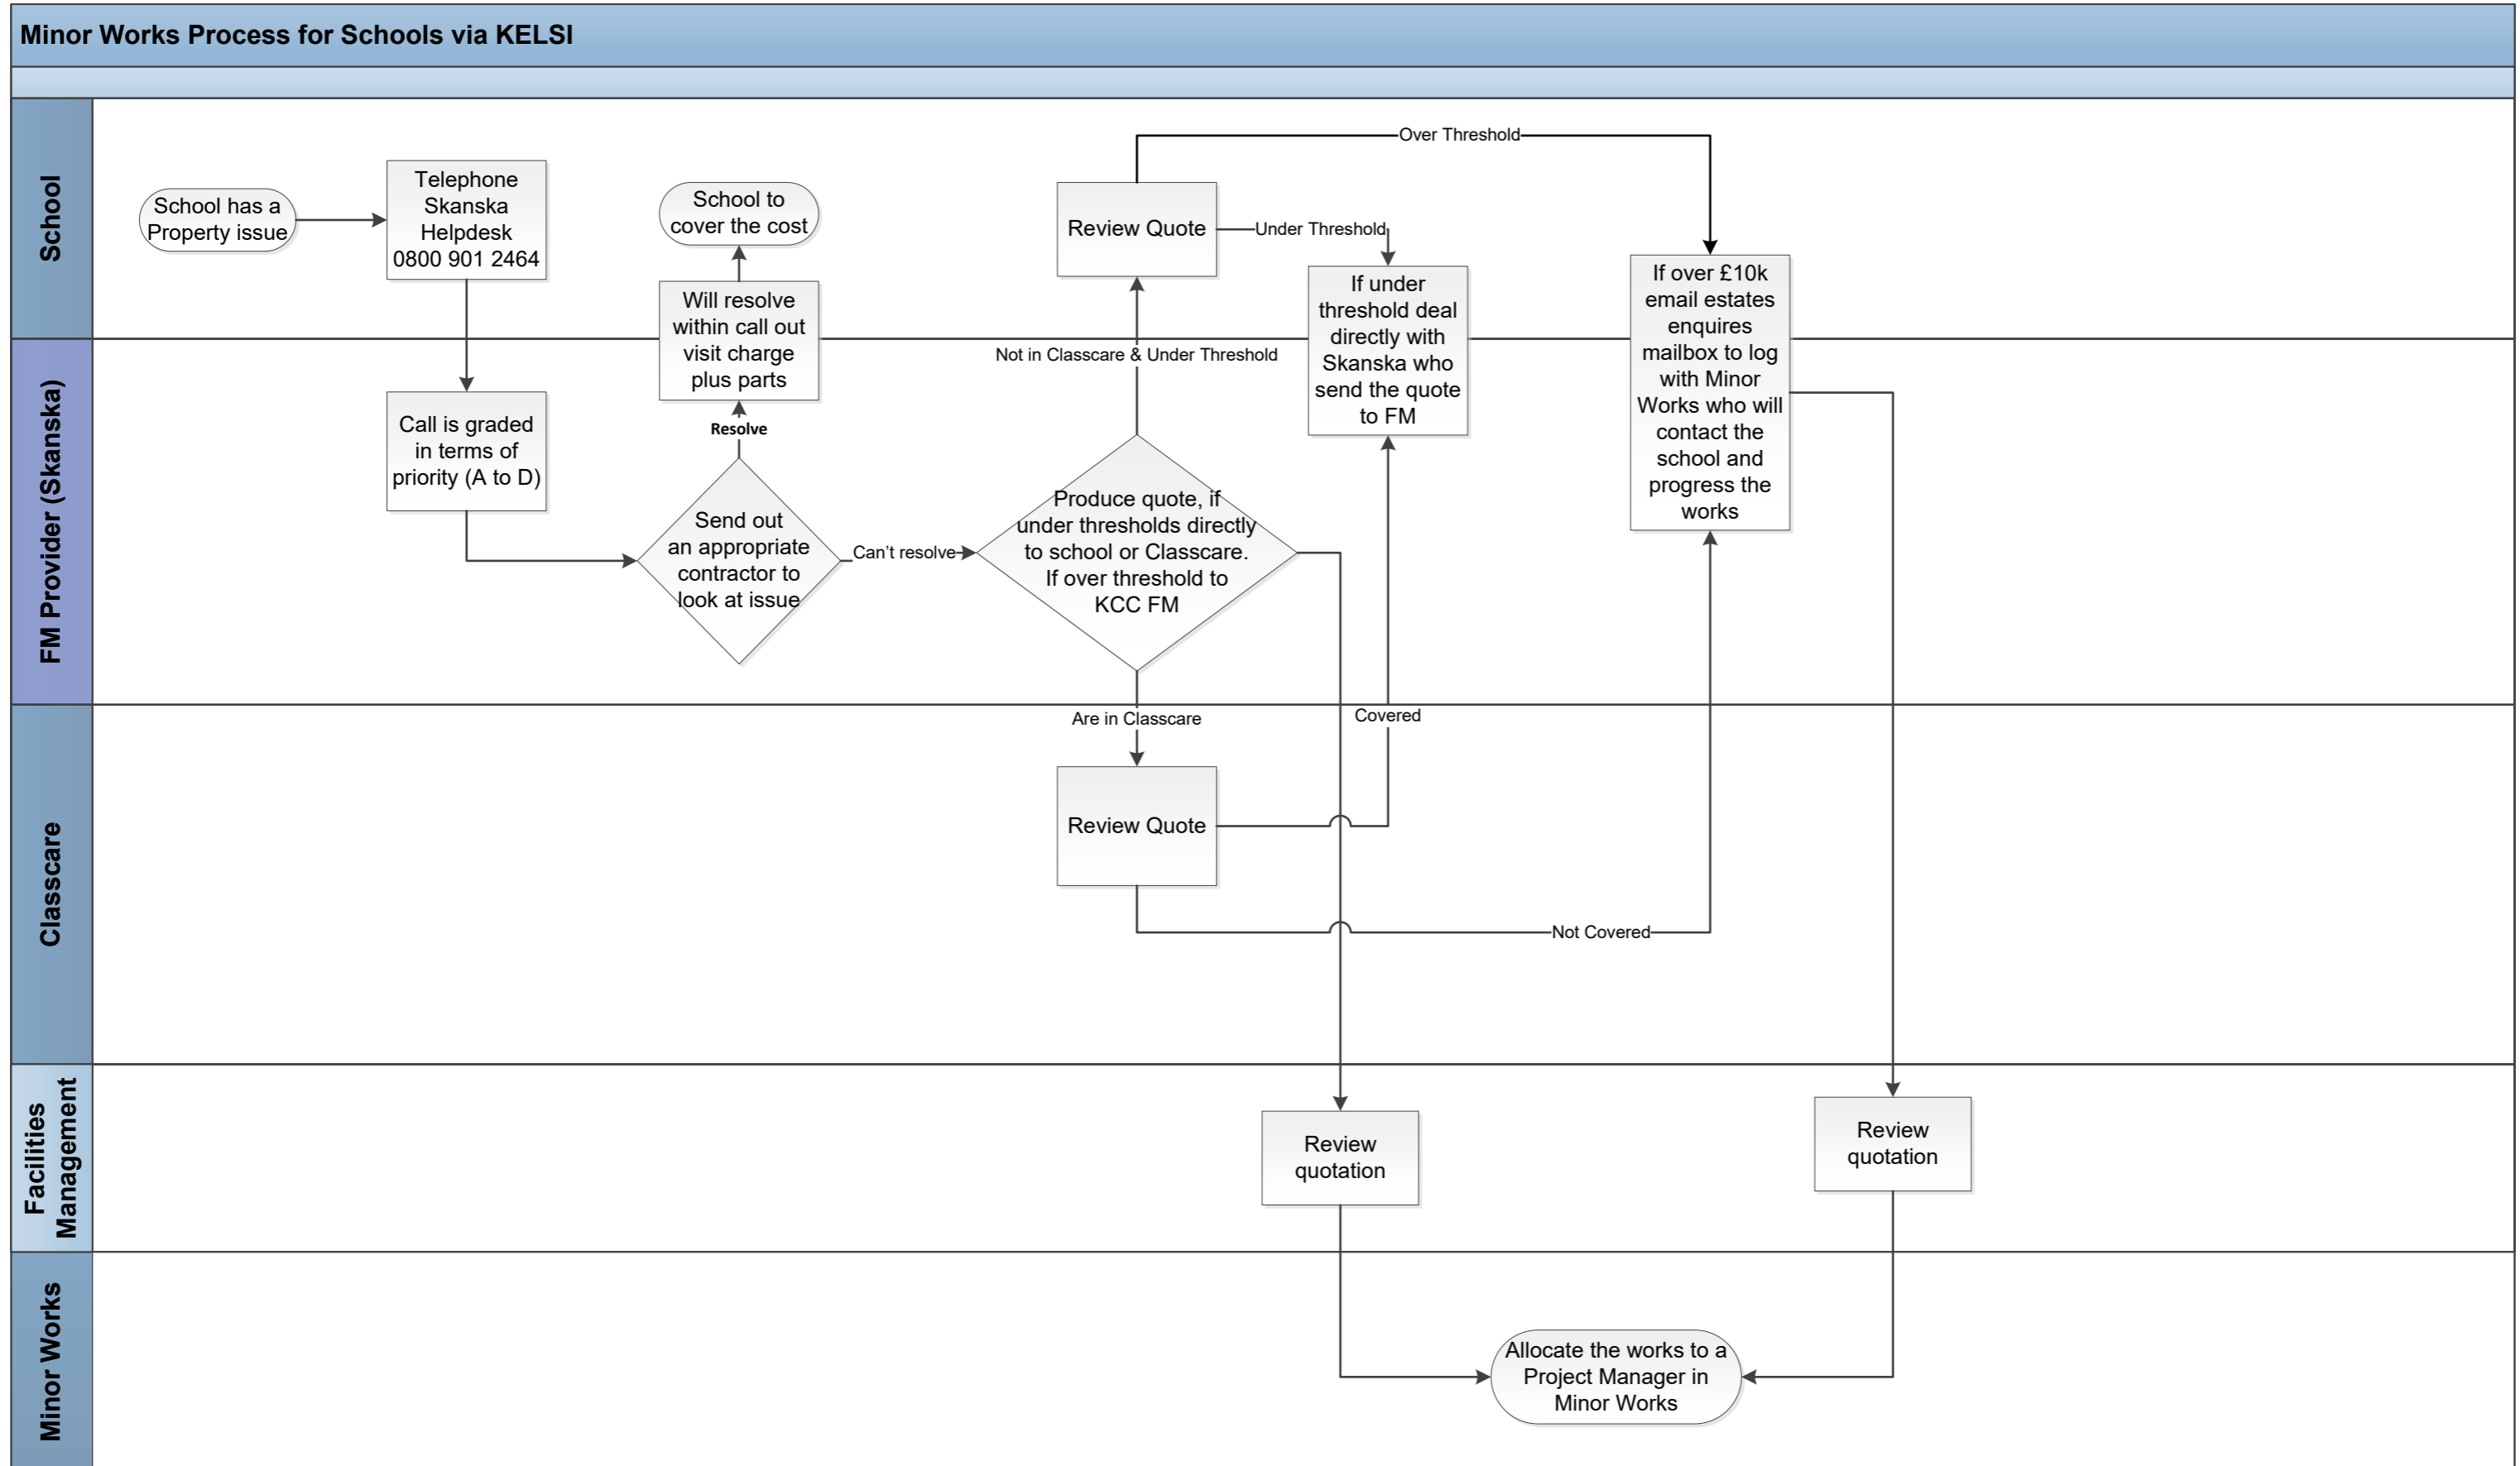 Minor Works Process for Schools via KELSI
School
School has a
Property issue
Telephone
Skanska
Helpdesk
0800 901 2464
School to
cover the cost
Will resolve
within call out
visit charge
plus parts
Review Quote
Over Threshold
Under Threshold
If under
threshold deal
directly with
Skanska who
send the quote
to FM
If over £10k
email estates
enquires
mailbox to log
with Minor
Works who will
contact the
school and
progress the
works
FM Provider (Skanska)
Call is graded
in terms of
priority (A to D)
Resolve
Send out
an appropriate
contractor to
look at issue
Can't resolve
Not in Classcare & Under Threshold
Produce quote, if
under thresholds directly
to school or Classcare.
If over threshold to
KCC FM
Classcare
Are in Classcare
Covered
Review Quote
Not Covered
Facilities
Management
Review
quotation
Review
quotation
Minor Works
Allocate the works to a
Project Manager in
Minor Works